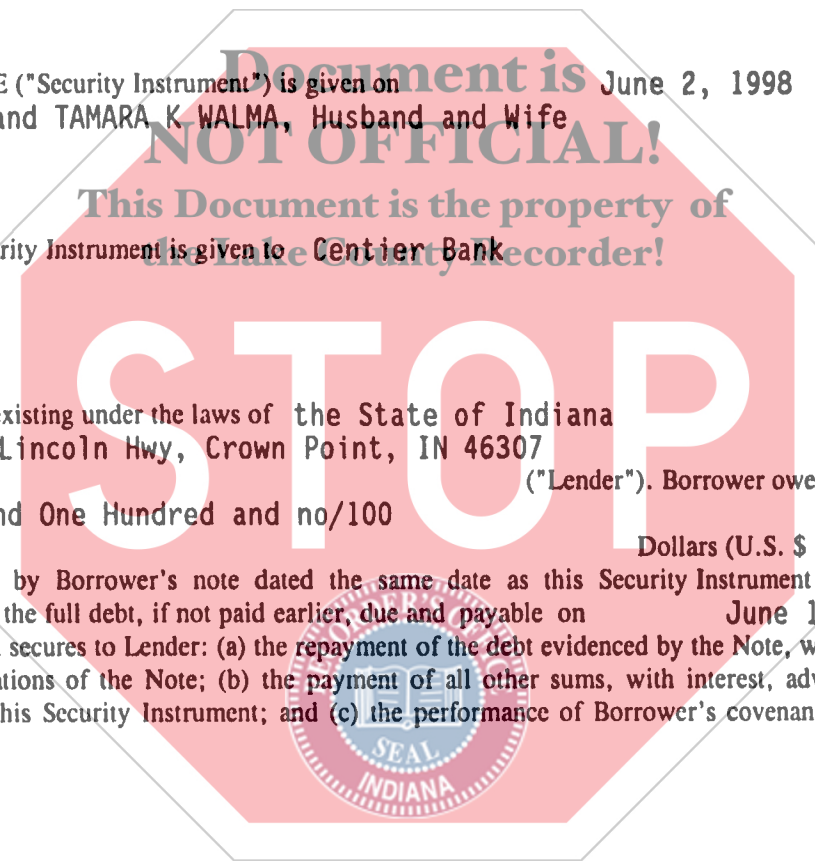 Document is
NOT OFFICIAL!
This Document is the property of
the Lake County Recorder!
STOP
E ("Security Instrument") is given on June 2, 1998
and TAMARA K WALMA, Husband and Wife
rity Instrument is given to Centier Bank
existing under the laws of the State of Indiana
Lincoln Hwy, Crown Point, IN 46307
("Lender"). Borrower owe
nd One Hundred and no/100
Dollars (U.S. $
by Borrower's note dated the same date as this Security Instrument
the full debt, if not paid earlier, due and payable on June 1
secures to Lender: (a) the repayment of the debt evidenced by the Note, w
ations of the Note; (b) the payment of all other sums, with interest, adv
his Security Instrument; and (c) the performance of Borrower's covenan
RECORDER'S OFFICE
SEAL
INDIANA